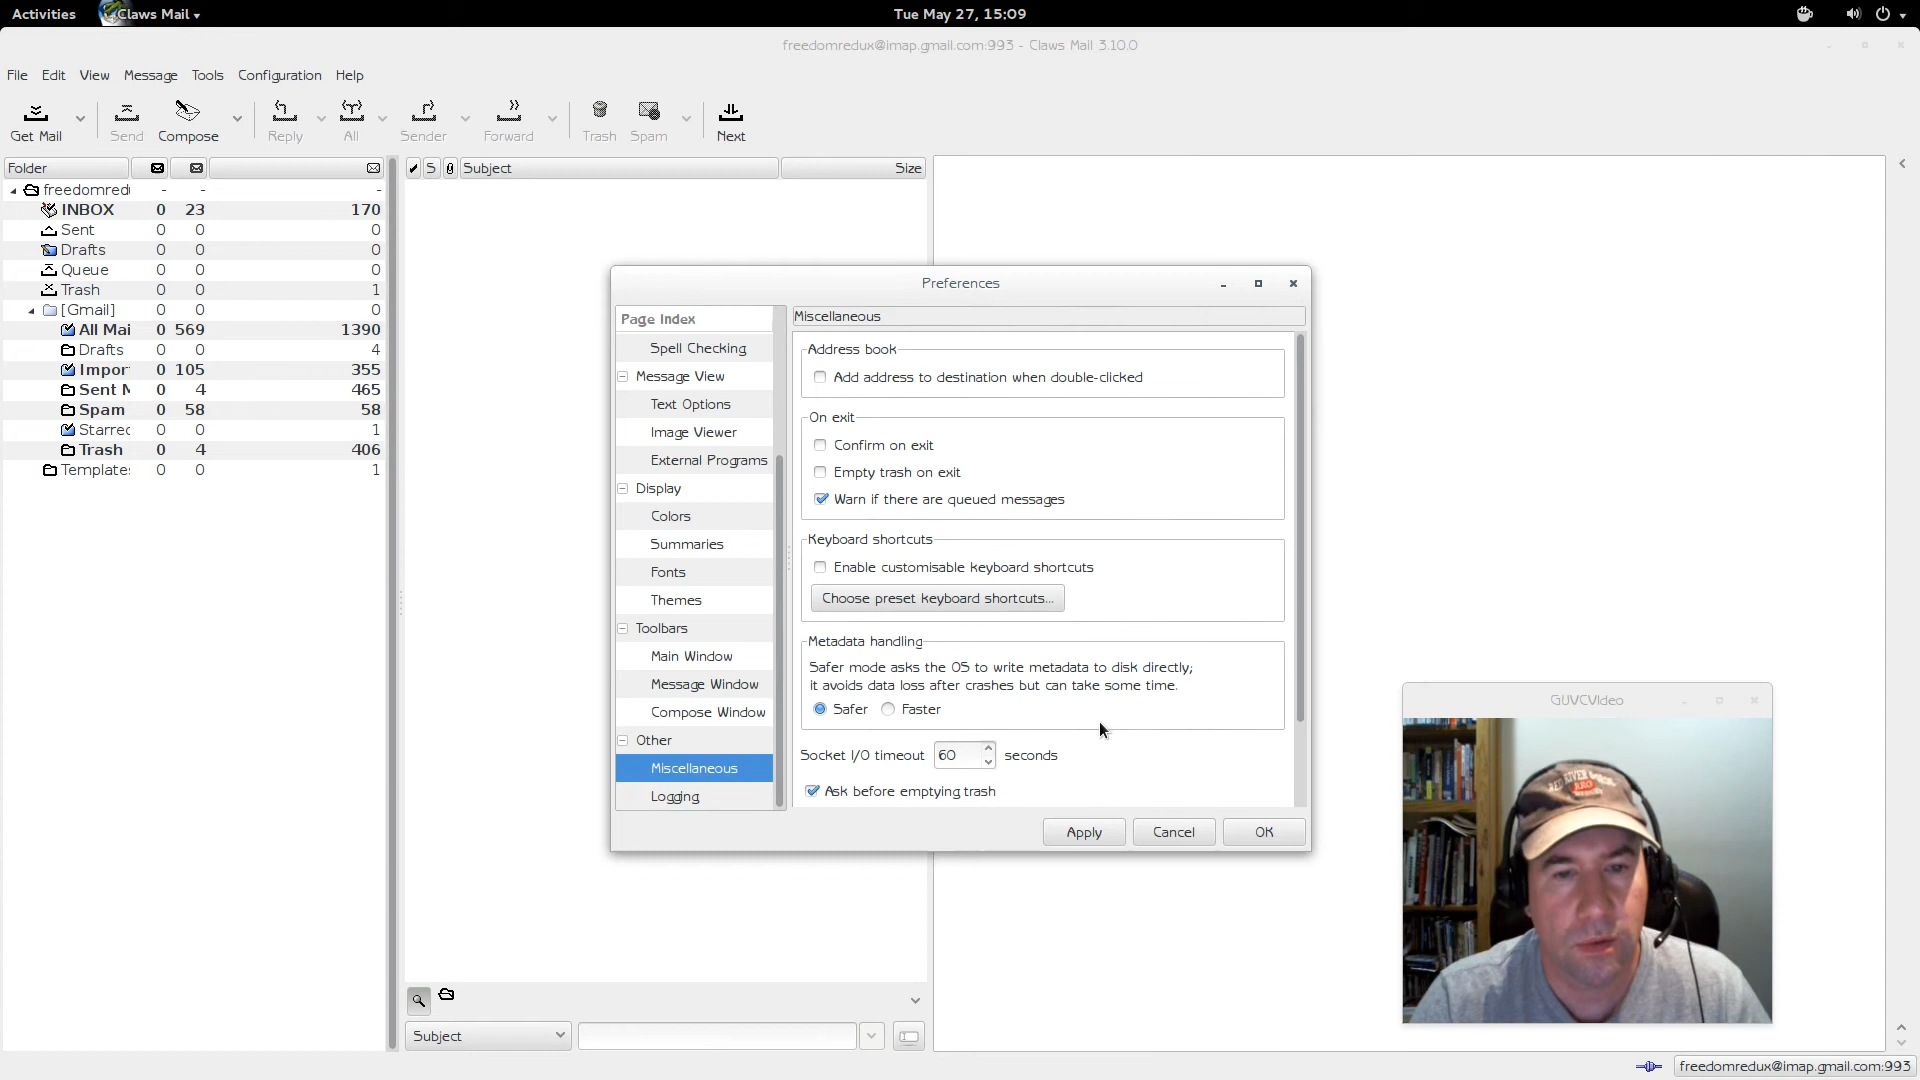 Activities Claws Mail Tue May 27, 15:09
freedomredux@imap.gmail.com:993 - Claws Mail 3.10.0
File Edit View Message Tools Configuration Help
Get Mail Send Compose Reply All Sender Forward Trash Spam Next
Folder S Subject Size
freedomred - - -
INBOX 0 23 170
Sent 0 0 0
Drafts 0 0 0
Queue 0 0 0
Trash 0 0 1
[Gmail] 0 0 0
All Mai 0 569 1390
Drafts 0 0 4
Impor 0 105 355
Sent M 0 4 465
Spam 0 58 58
Starred 0 0 1
Trash 0 4 406
Templates 0 0 1
Preferences
Page Index
Spell Checking
Message View
Text Options
Image Viewer
External Programs
Display
Colors
Summaries
Fonts
Themes
Toolbars
Main Window
Message Window
Compose Window
Other
Miscellaneous
Logging
Miscellaneous
Address book
Add address to destination when double-clicked
On exit
Confirm on exit
Empty trash on exit
Warn if there are queued messages
Keyboard shortcuts
Enable customisable keyboard shortcuts
Choose preset keyboard shortcuts...
Metadata handling
Safer mode asks the OS to write metadata to disk directly;
it avoids data loss after crashes but can take some time.
Safer Faster
Socket I/O timeout 60 seconds
Ask before emptying trash
Apply Cancel OK
GUVCVideo
RED RIVER
BRO
Subject
freedomredux@imap.gmail.com:993